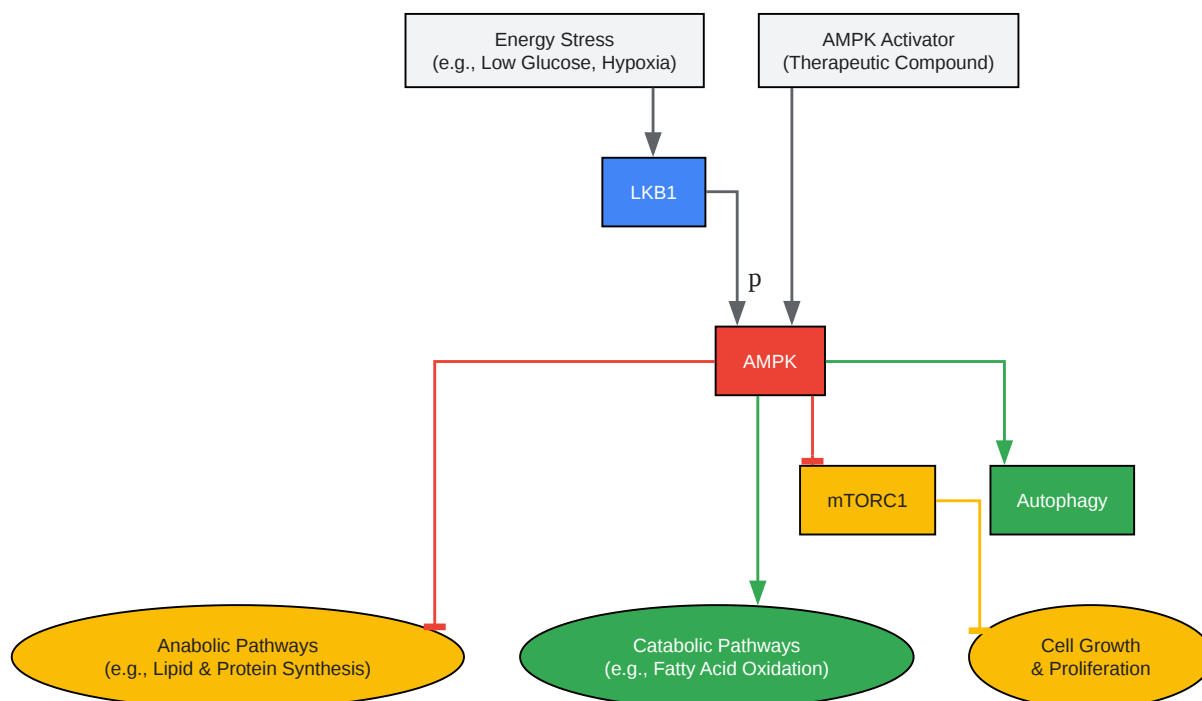 Energy Stress
(e.g., Low Glucose, Hypoxia)
AMPK Activator
(Therapeutic Compound)
LKB1
p
AMPK
mTORC1
Autophagy
Anabolic Pathways
(e.g., Lipid & Protein Synthesis)
Catabolic Pathways
(e.g., Fatty Acid Oxidation)
Cell Growth
& Proliferation